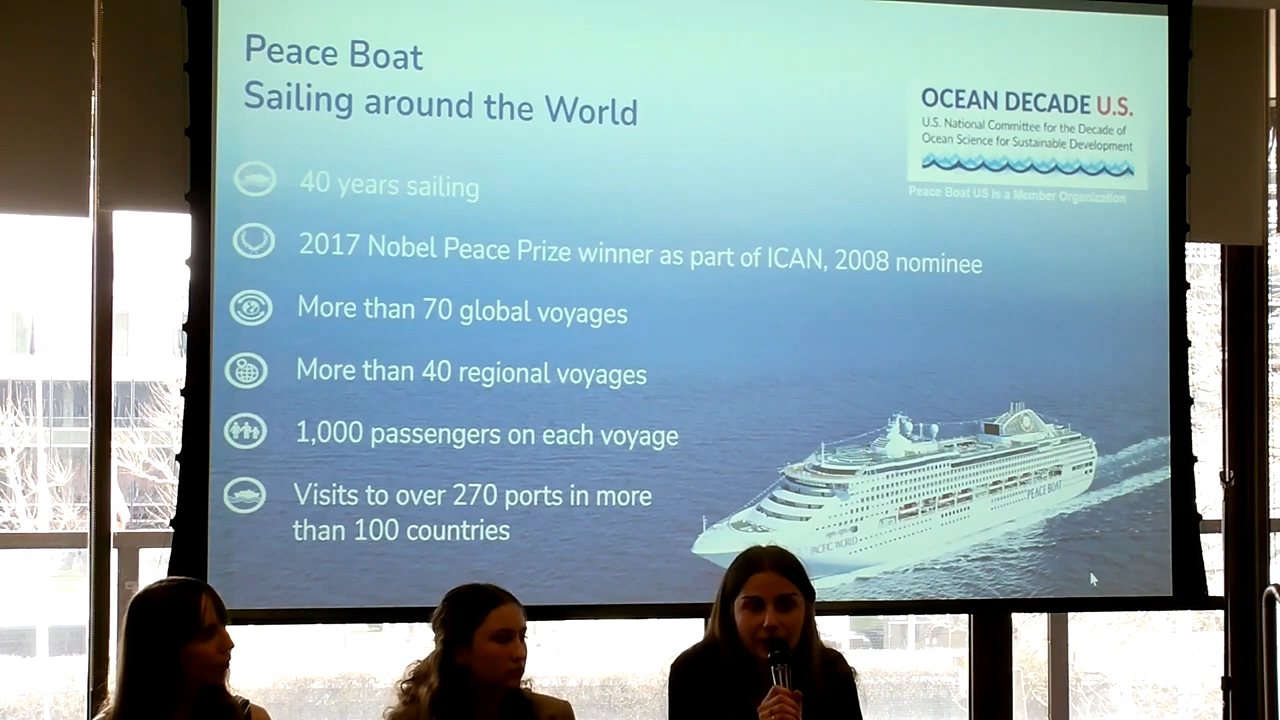 Peace Boat
Sailing around the World
OCEAN DECADE U.S.
U.S. National Committee for the Decade of
Ocean Science for Sustainable Development
Peace Boat US is a Member Organization
40 years sailing
2017 Nobel Peace Prize winner as part of ICAN, 2008 nominee
More than 70 global voyages
More than 40 regional voyages
1,000 passengers on each voyage
Visits to over 270 ports in more
than 100 countries
PEACE BOAT
PACIFIC WORLD